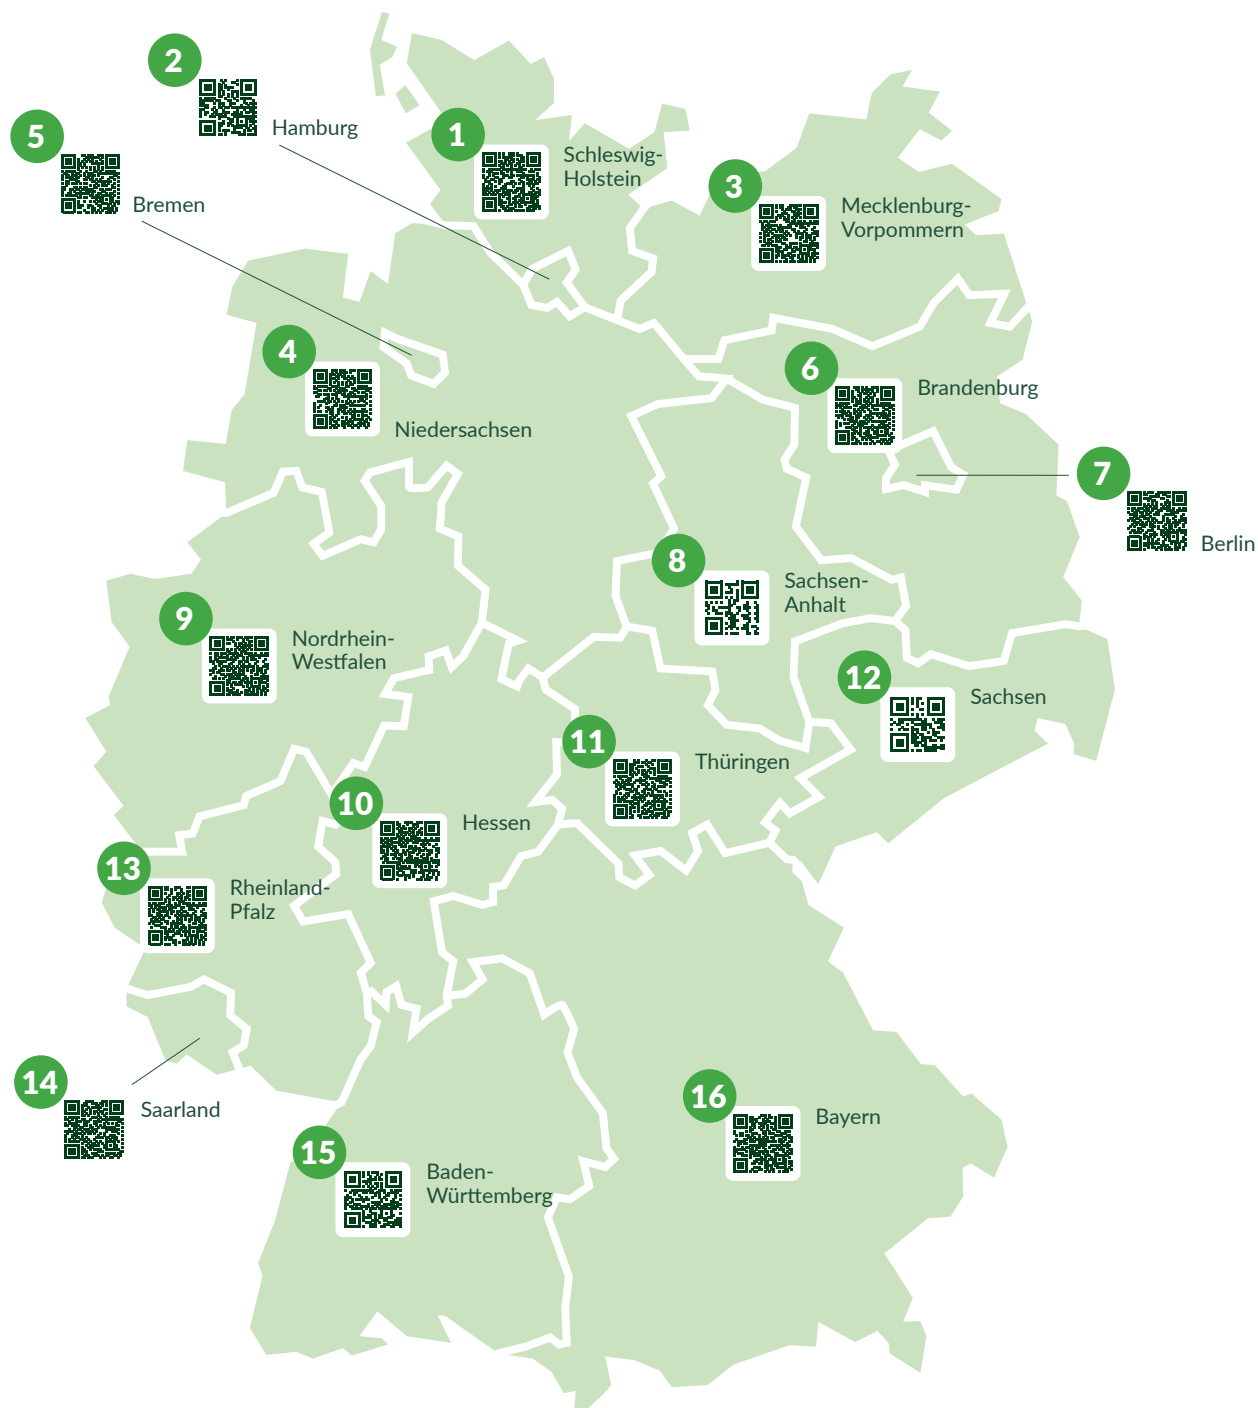 2
Hamburg
5
Bremen
1
Schleswig-
Holstein
3
Mecklenburg-
Vorpommern
4
Niedersachsen
6
Brandenburg
7
Berlin
8
Sachsen-
Anhalt
9
Nordrhein-
Westfalen
12
Sachsen
11
Thüringen
10
Hessen
13
Rheinland-
Pfalz
14
Saarland
16
Bayern
15
Baden-
Württemberg